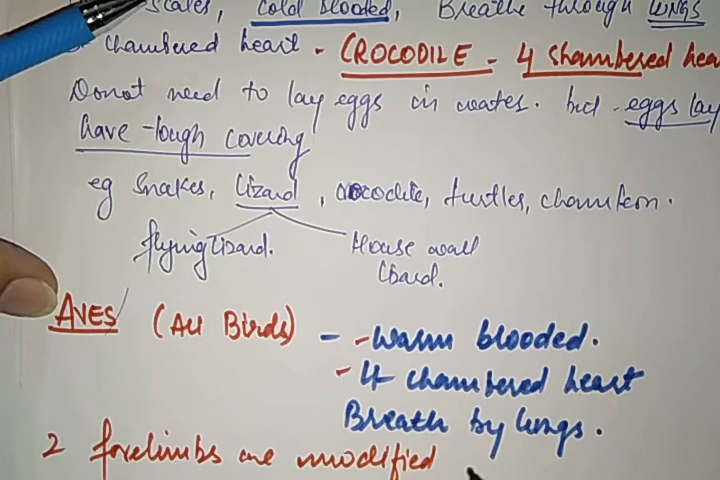 Scales, Cold blooded, Breathe through lungs
chambered heart - CROCODILE - 4 chambered hea
Donot need to lay eggs in water. but eggs lay
have tough covering
eg Snakes, Lizard, crocodile, turtles, chameleon.
flying Lizard.
House wall
Lizard.
AVES (All Birds) - - Warm blooded.
- 4 chambered heart
Breath by lungs.
2 forelimbs are modified